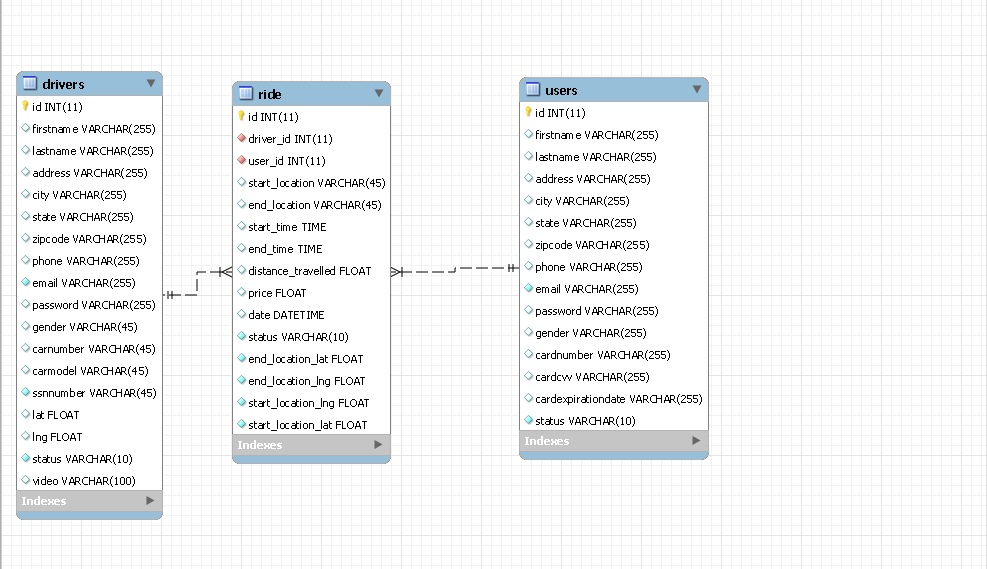 drivers
id INT(11)
firstname VARCHAR(255)
lastname VARCHAR(255)
address VARCHAR(255)
city VARCHAR(255)
state VARCHAR(255)
zipcode VARCHAR(255)
phone VARCHAR(255)
email VARCHAR(255)
password VARCHAR(255)
gender VARCHAR(45)
carnumber VARCHAR(45)
carmodel VARCHAR(45)
ssnnumber VARCHAR(45)
lat FLOAT
lng FLOAT
status VARCHAR(10)
video VARCHAR(100)
Indexes
ride
id INT(11)
driver_id INT(11)
user_id INT(11)
start_location VARCHAR(45)
end_location VARCHAR(45)
start_time TIME
end_time TIME
distance_travelled FLOAT
price FLOAT
date DATETIME
status VARCHAR(10)
end_location_lat FLOAT
end_location_lng FLOAT
start_location_lng FLOAT
start_location_lat FLOAT
Indexes
users
id INT(11)
firstname VARCHAR(255)
lastname VARCHAR(255)
address VARCHAR(255)
city VARCHAR(255)
state VARCHAR(255)
zipcode VARCHAR(255)
phone VARCHAR(255)
email VARCHAR(255)
password VARCHAR(255)
gender VARCHAR(255)
cardnumber VARCHAR(255)
cardcvv VARCHAR(255)
cardexpirationdate VARCHAR(255)
status VARCHAR(10)
Indexes